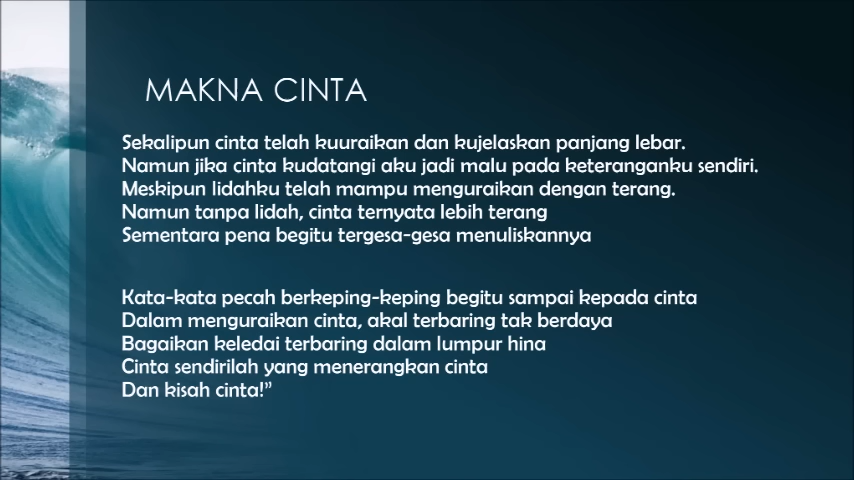 MAKNA CINTA
Sekalipun cinta telah kuuraikan dan kujelaskan panjang lebar.
Namun jika cinta kudatangi aku jadi malu pada keteranganku sendiri.
Meskipun lidahku telah mampu menguraikan dengan terang.
Namun tanpa lidah, cinta ternyata lebih terang
Sementara pena begitu tergesa-gesa menuliskannya
Kata-kata pecah berkeping-keping begitu sampai kepada cinta
Dalam menguraikan cinta, akal terbaring tak berdaya
Bagaikan keledai terbaring dalam lumpur hina
Cinta sendirilah yang menerangkan cinta
Dan kisah cinta!”